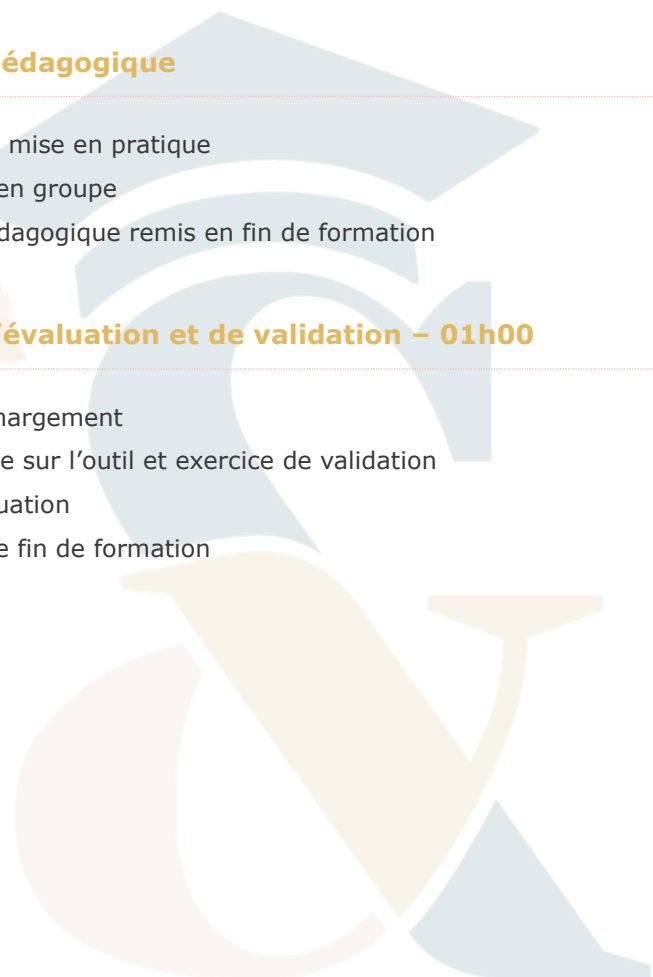 édagogique
mise en pratique
en groupe
dagogique remis en fin de formation
’évaluation et de validation – 01h00
hargement
e sur l’outil et exercice de validation
uation
e fin de formation